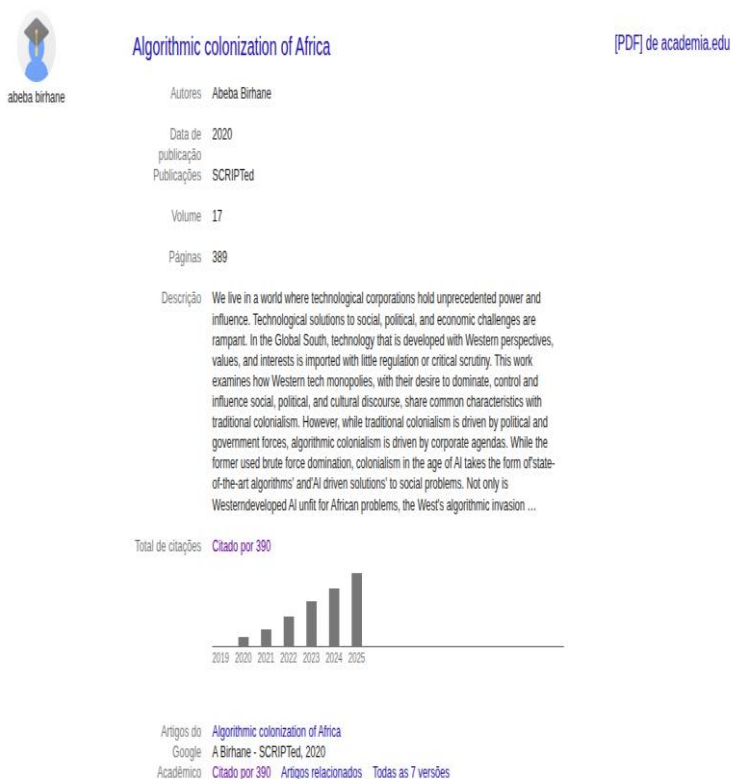 Algorithmic colonization of Africa
[PDF] de academia.edu
abeba birhane
Autores Abeba Birhane
Data de publicação 2020
Publicações SCRIPTed
Volume 17
Páginas 389
Descrição We live in a world where technological corporations hold unprecedented power and
influence. Technological solutions to social, political, and economic challenges are
rampant. In the Global South, technology that is developed with Western perspectives,
values, and interests is imported with little regulation or critical scrutiny. This work
examines how Western tech monopolies, with their desire to dominate, control and
influence social, political, and cultural discourse, share common characteristics with
traditional colonialism. However, while traditional colonialism is driven by political and
government forces, algorithmic colonialism is driven by corporate agendas. While the
former used brute force domination, colonialism in the age of AI takes the form of'state-
of-the-art algorithms' and'AI driven solutions' to social problems. Not only is
Westerndeveloped AI unfit for African problems, the West's algorithmic invasion …
Total de citações Citado por 390
2019 2020 2021 2022 2023 2024 2025
Artigos do Algorithmic colonization of Africa
Google A Birhane - SCRIPTed, 2020
Acadêmico Citado por 390 Artigos relacionados Todas as 7 versões